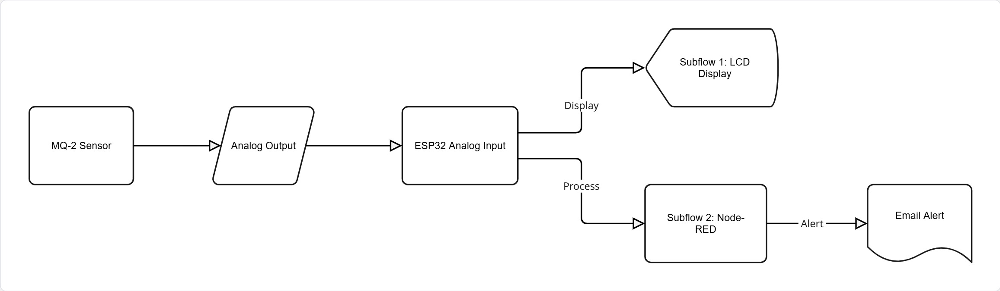 MQ-2 Sensor
Analog Output
ESP32 Analog Input
Display
Subflow 1: LCD
Display
Process
Subflow 2: Node-
RED
Alert
Email Alert